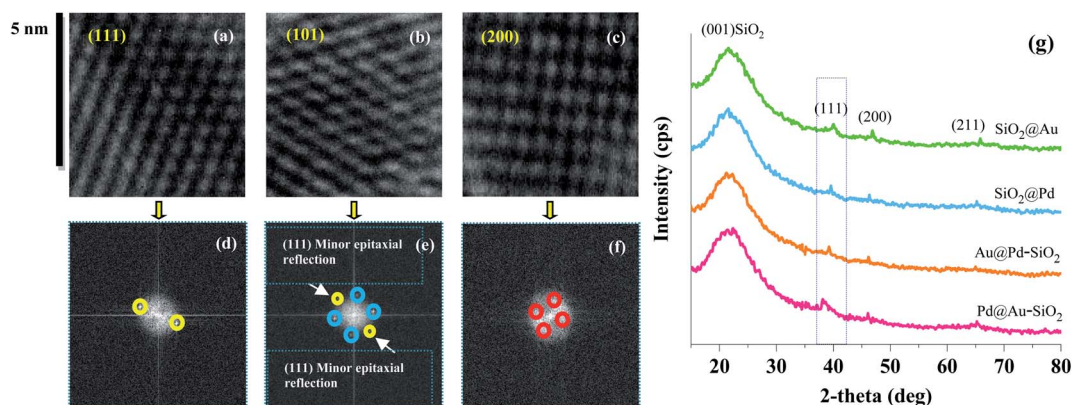 5 nm
(111)
(a)
(101)
(b)
(200)
(c)
(d)
(111) Minor epitaxial
reflection
(e)
(111) Minor epitaxial
reflection
(f)
(g)
(001)SiO₂
(111)
(200)
(211)
SiO₂@Au
SiO₂@Pd
Au@Pd-SiO₂
Pd@Au-SiO₂
Intensity (cps)
20 30 40 50 60 70 80
2-theta (deg)